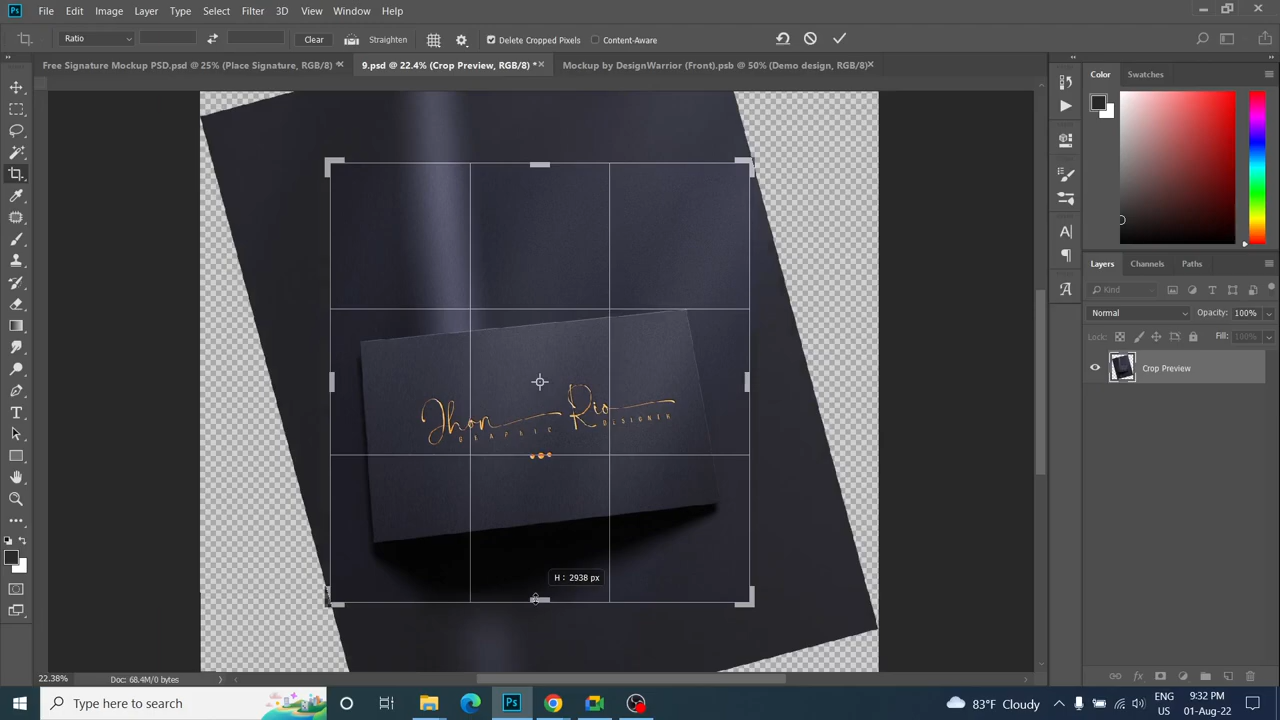 Ps File Edit Image Layer Type Select Filter 3D View Window Help
Ratio Clear Straighten Delete Cropped Pixels Content-Aware
Free Signature Mockup PSD.psd @ 25% (Place Signature, RGB/8) *
9.psd @ 22.4% (Crop Preview, RGB/8) *
Mockup by DesignWarrior (Front).psb @ 50% (Demo design, RGB/8)
Color Swatches
Layers Channels Paths
Kind
Normal Opacity: 100%
Lock: Fill: 100%
Crop Preview
Jhon Rio
GRAPHIC DESIGNER
H : 2938 px
22.38% Doc: 68.4M/0 bytes
Type here to search
Ps
83°F Cloudy
ENG
US
9:32 PM
01-Aug-22